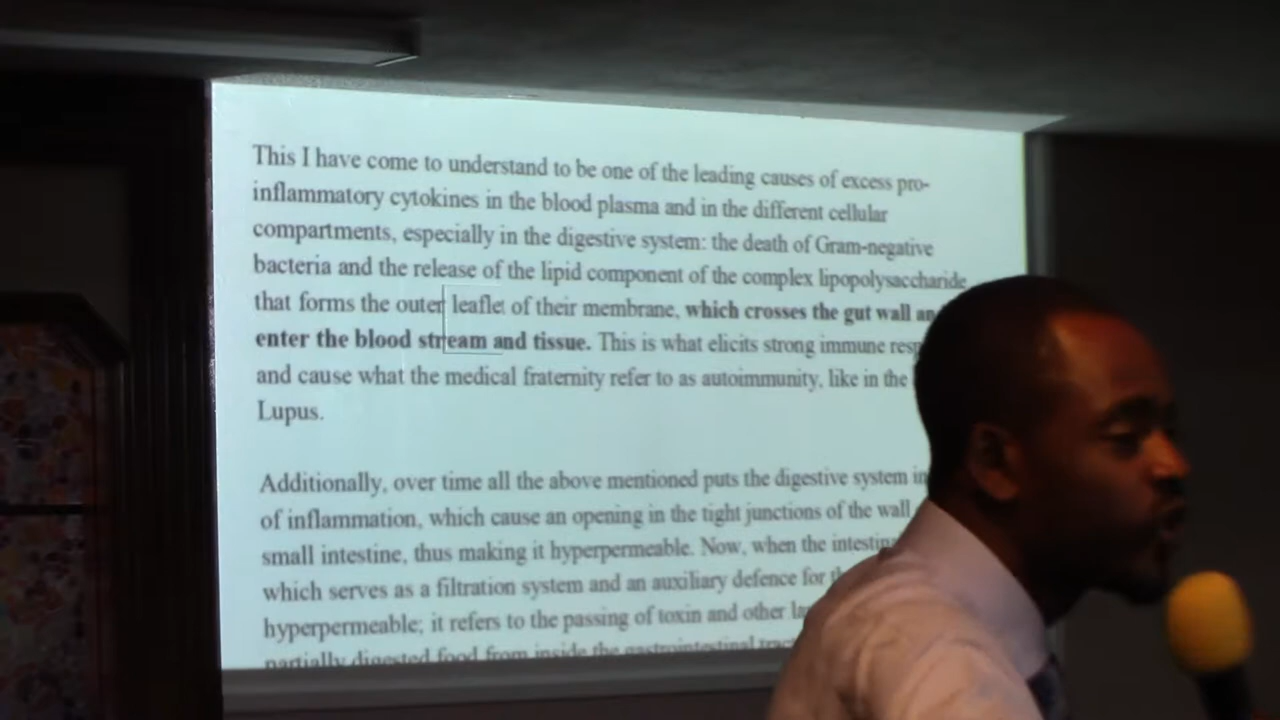 This I have come to understand to be one of the leading causes of excess pro-
inflammatory cytokines in the blood plasma and in the different cellular
compartments, especially in the digestive system: the death of Gram-negative
bacteria and the release of the lipid component of the complex lipopolysaccharide
that forms the outer leaflet of their membrane, which crosses the gut wall
enter the blood stream and tissue. This is what elicits strong immune
and cause what the medical fraternity refer to as autoimmunity, like in the
Lupus.
Additionally, over time all the above mentioned puts the digestive system
of inflammation, which cause an opening in the tight junctions of the wall
small intestine, thus making it hyperpermeable. Now, when the
which serves as a filtration system and an auxiliary defence for
hyperpermeable; it refers to the passing of toxin and other
partially digested food from inside the gastrointestinal